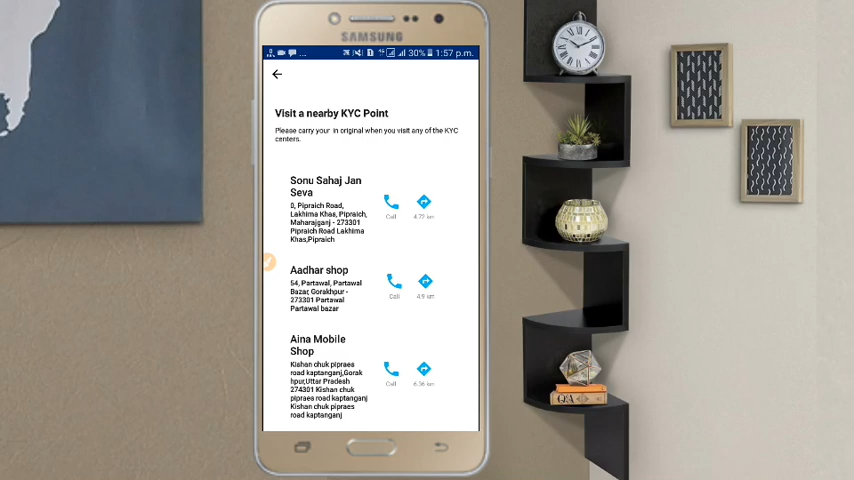 SAMSUNG
30% 1:57 p.m.
Visit a nearby KYC Point
Please carry your in original when you visit any of the KYC
centers.
Sonu Sahaj Jan
Seva
0, Pipraich Road,
Lakhima Khas, Pipraich,
Maharajganj - 273301
Pipraich Road Lakhima
Khas,Pipraich
Call
4.72 km
Aadhar shop
54, Partawal, Partawal
Bazar, Gorakhpur -
273301 Partawal
Partawal bazar
Call
4.9 km
Aina Mobile
Shop
Kishan chuk pipraea
road kaptanganj,Gorak
hpur,Uttar Pradesh
274301 Kishan chuk
pipraes road kaptanganj
Kishan chuk pipraes
road kaptanganj
Call
6.36 km